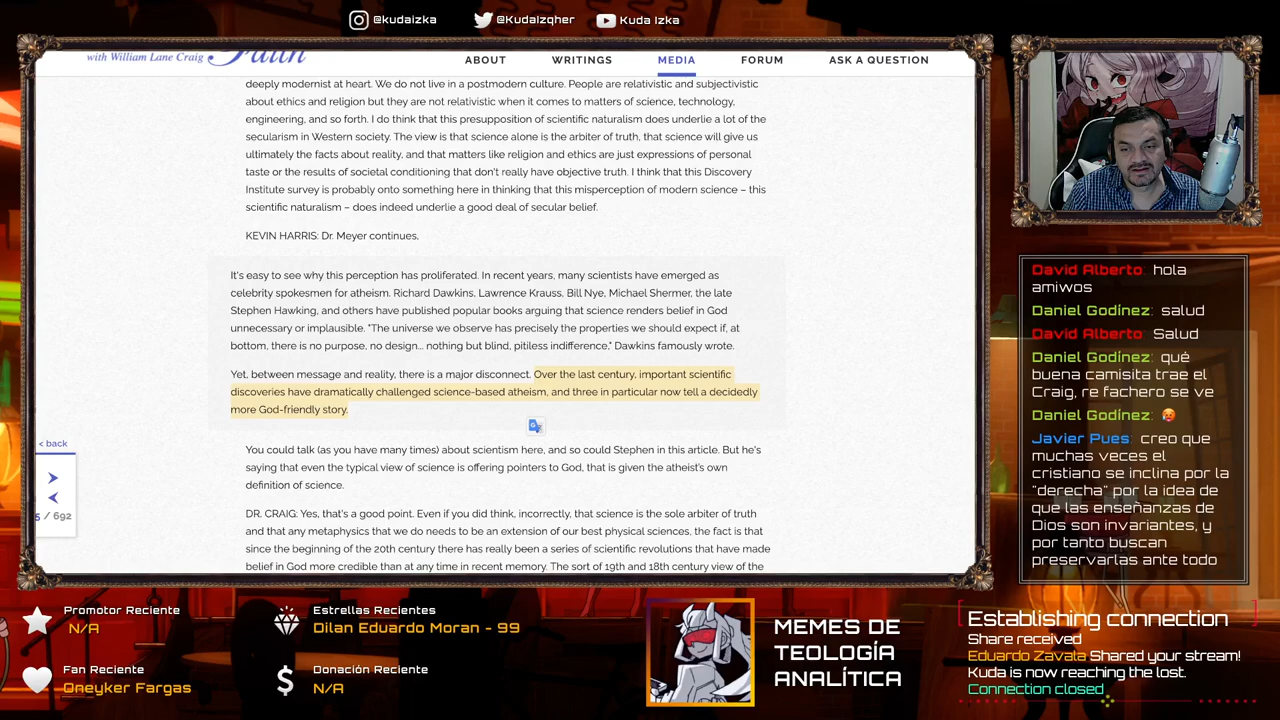 @kudaizka
@KudaIzqher
Kuda Izka
with William Lane Craig Faith
ABOUT WRITINGS MEDIA FORUM ASK A QUESTION
deeply modernist at heart. We do not live in a postmodern culture. People are relativistic and subjectivistic
about ethics and religion but they are not relativistic when it comes to matters of science, technology,
engineering, and so forth. I do think that this presupposition of scientific naturalism does underlie a lot of the
secularism in Western society. The view is that science alone is the arbiter of truth, that science will give us
ultimately the facts about reality, and that matters like religion and ethics are just expressions of personal
taste or the results of societal conditioning that don't really have objective truth. I think that this Discovery
Institute survey is probably onto something here in thinking that this misperception of modern science – this
scientific naturalism – does indeed underlie a good deal of secular belief.
KEVIN HARRIS: Dr. Meyer continues,
It's easy to see why this perception has proliferated. In recent years, many scientists have emerged as
celebrity spokesmen for atheism. Richard Dawkins, Lawrence Krauss, Bill Nye, Michael Shermer, the late
Stephen Hawking, and others have published popular books arguing that science renders belief in God
unnecessary or implausible. "The universe we observe has precisely the properties we should expect if, at
bottom, there is no purpose, no design... nothing but blind, pitiless indifference," Dawkins famously wrote.
Yet, between message and reality, there is a major disconnect. Over the last century, important scientific
discoveries have dramatically challenged science-based atheism, and three in particular now tell a decidedly
more God-friendly story.
You could talk (as you have many times) about scientism here, and so could Stephen in this article. But he's
saying that even the typical view of science is offering pointers to God, that is given the atheist's own
definition of science.
DR. CRAIG: Yes, that's a good point. Even if you did think, incorrectly, that science is the sole arbiter of truth
and that any metaphysics that we do needs to be an extension of our best physical sciences, the fact is that
since the beginning of the 20th century there has really been a series of scientific revolutions that have made
belief in God more credible than at any time in recent memory. The sort of 19th and 18th century view of the
< back
5 / 692
David Alberto: hola
amiwos
Daniel Godínez: salud
David Alberto: Salud
Daniel Godínez: qué
buena camisita trae el
Craig, re fachero se ve
Daniel Godínez: 🥵
Javier Pues: creo que
muchas veces el
cristiano se inclina por la
"derecha" por la idea de
que las enseñanzas de
Dios son invariantes, y
por tanto buscan
preservarlas ante todo
Promotor Reciente
N/A
Estrellas Recientes
Dilan Eduardo Moran - 99
Fan Reciente
Oneyker Fargas
Donación Reciente
N/A
MEMES DE
TEOLOGÍA
ANALÍTICA
Establishing connection
Share received
Eduardo Zavala Shared your stream!
Kuda is now reaching the lost.
Connection closed